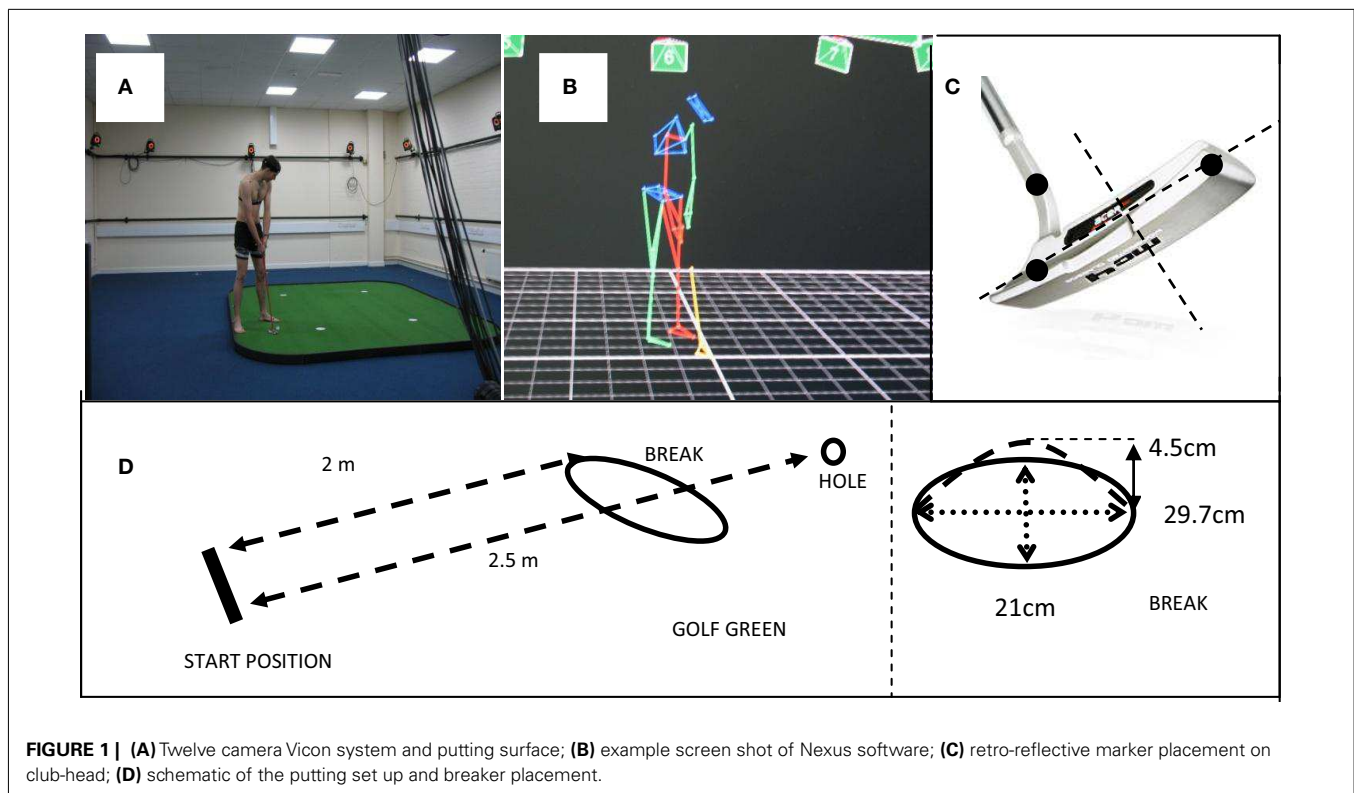 A
B
C
6
7
D
2 m
BREAK
HOLE
2.5 m
GOLF GREEN
START POSITION
4.5cm
29.7cm
21cm
BREAK
FIGURE 1 | (A) Twelve camera Vicon system and putting surface; (B) example screen shot of Nexus software; (C) retro-reflective marker placement on
club-head; (D) schematic of the putting set up and breaker placement.